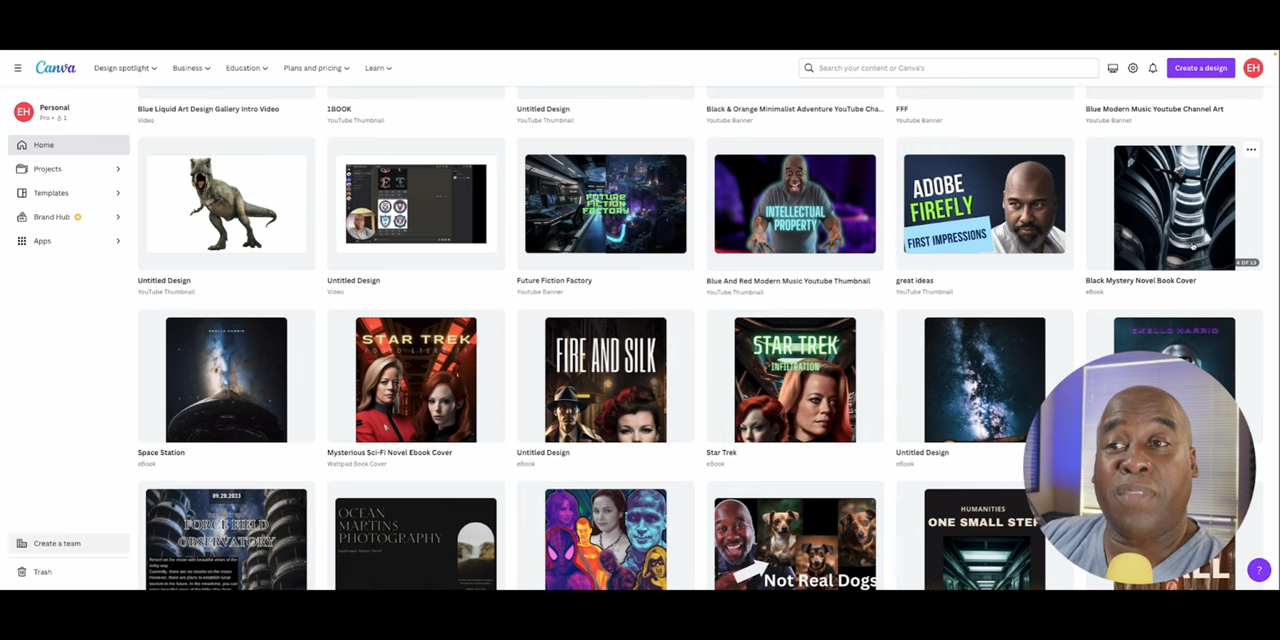 Canva
Design spotlight
Business
Education
Plans and pricing
Learn
Search your content or Canva's
Create a design
EH
EH
Personal
Pro • 1
Home
Projects
Templates
Brand Hub
Apps
Create a team
Trash
Blue Liquid Art Design Gallery Intro Video
Video
1BOOK
YouTube Thumbnail
Untitled Design
YouTube Thumbnail
Black & Orange Minimalist Adventure YouTube Cha...
Youtube Banner
FFF
Youtube Banner
Blue Modern Music Youtube Channel Art
Youtube Banner
Untitled Design
YouTube Thumbnail
Untitled Design
Video
FUTURE
FICTION
FACTORY
Future Fiction Factory
Youtube Banner
INTELLECTUAL
PROPERTY
Blue And Red Modern Music Youtube Thumbnail
YouTube Thumbnail
ADOBE
FIREFLY
FIRST IMPRESSIONS
great ideas
YouTube Thumbnail
4 OF 13
Black Mystery Novel Book Cover
eBook
Space Station
eBook
STAR TREK
Mysterious Sci-Fi Novel Ebook Cover
Wattpad Book Cover
FIRE AND SILK
Untitled Design
eBook
STAR TREK
INFILTRATION
Star Trek
eBook
Untitled Design
eBook
09.28.2033
FORCE FIELD
OBSERVATORY
OCEAN
MARTINS
PHOTOGRAPHY
Not Real Dogs
HUMANITIES
ONE SMALL STEP
?